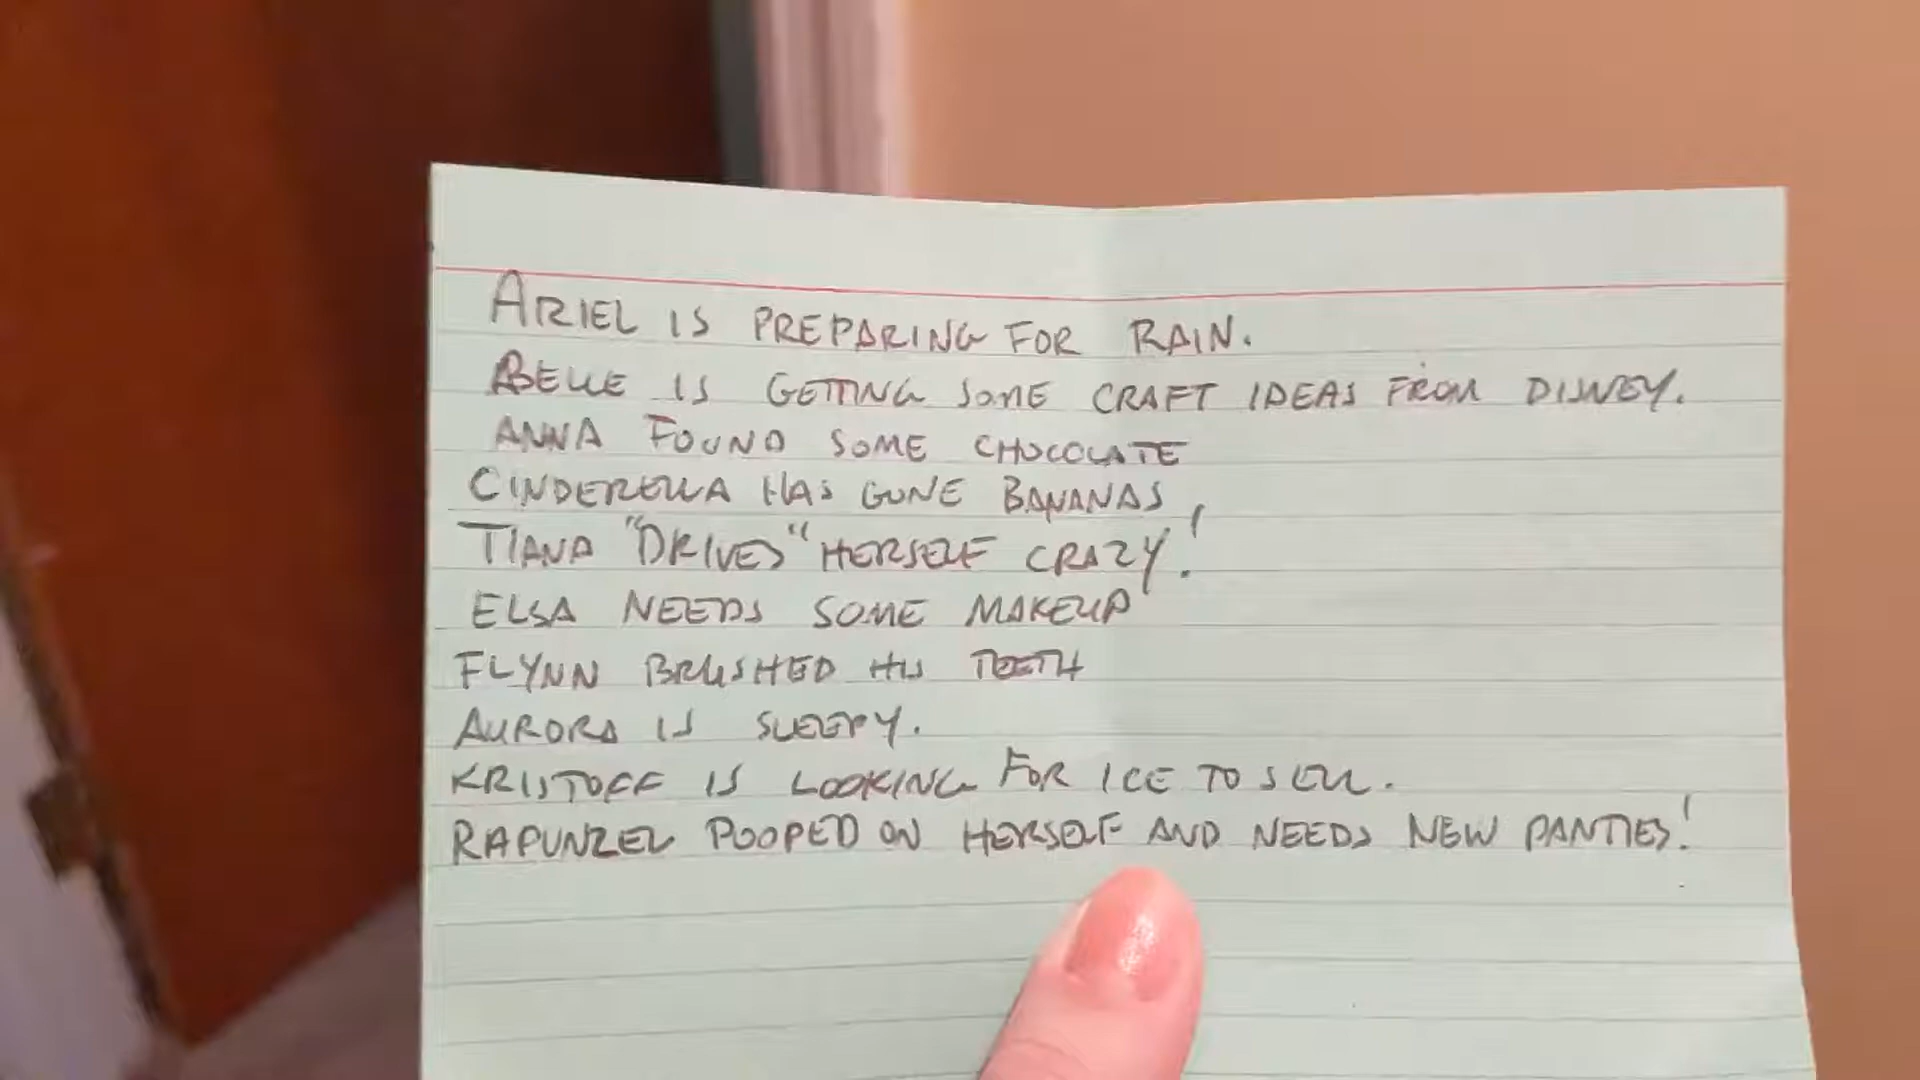 ARIEL IS PREPARING FOR RAIN.
BELLE IS GETTING SOME CRAFT IDEAS FROM DISNEY.
ANNA FOUND SOME CHOCOLATE
CINDERELLA HAS GONE BANANAS
TIANA "DRIVES" HERSELF CRAZY!
ELSA NEEDS SOME MAKEUP
FLYNN BRUSHED HIS TEETH
AURORA IS SLEEPY.
KRISTOFF IS LOOKING FOR ICE TO SELL.
RAPUNZEL POOPED ON HERSELF AND NEEDS NEW PANTIES!